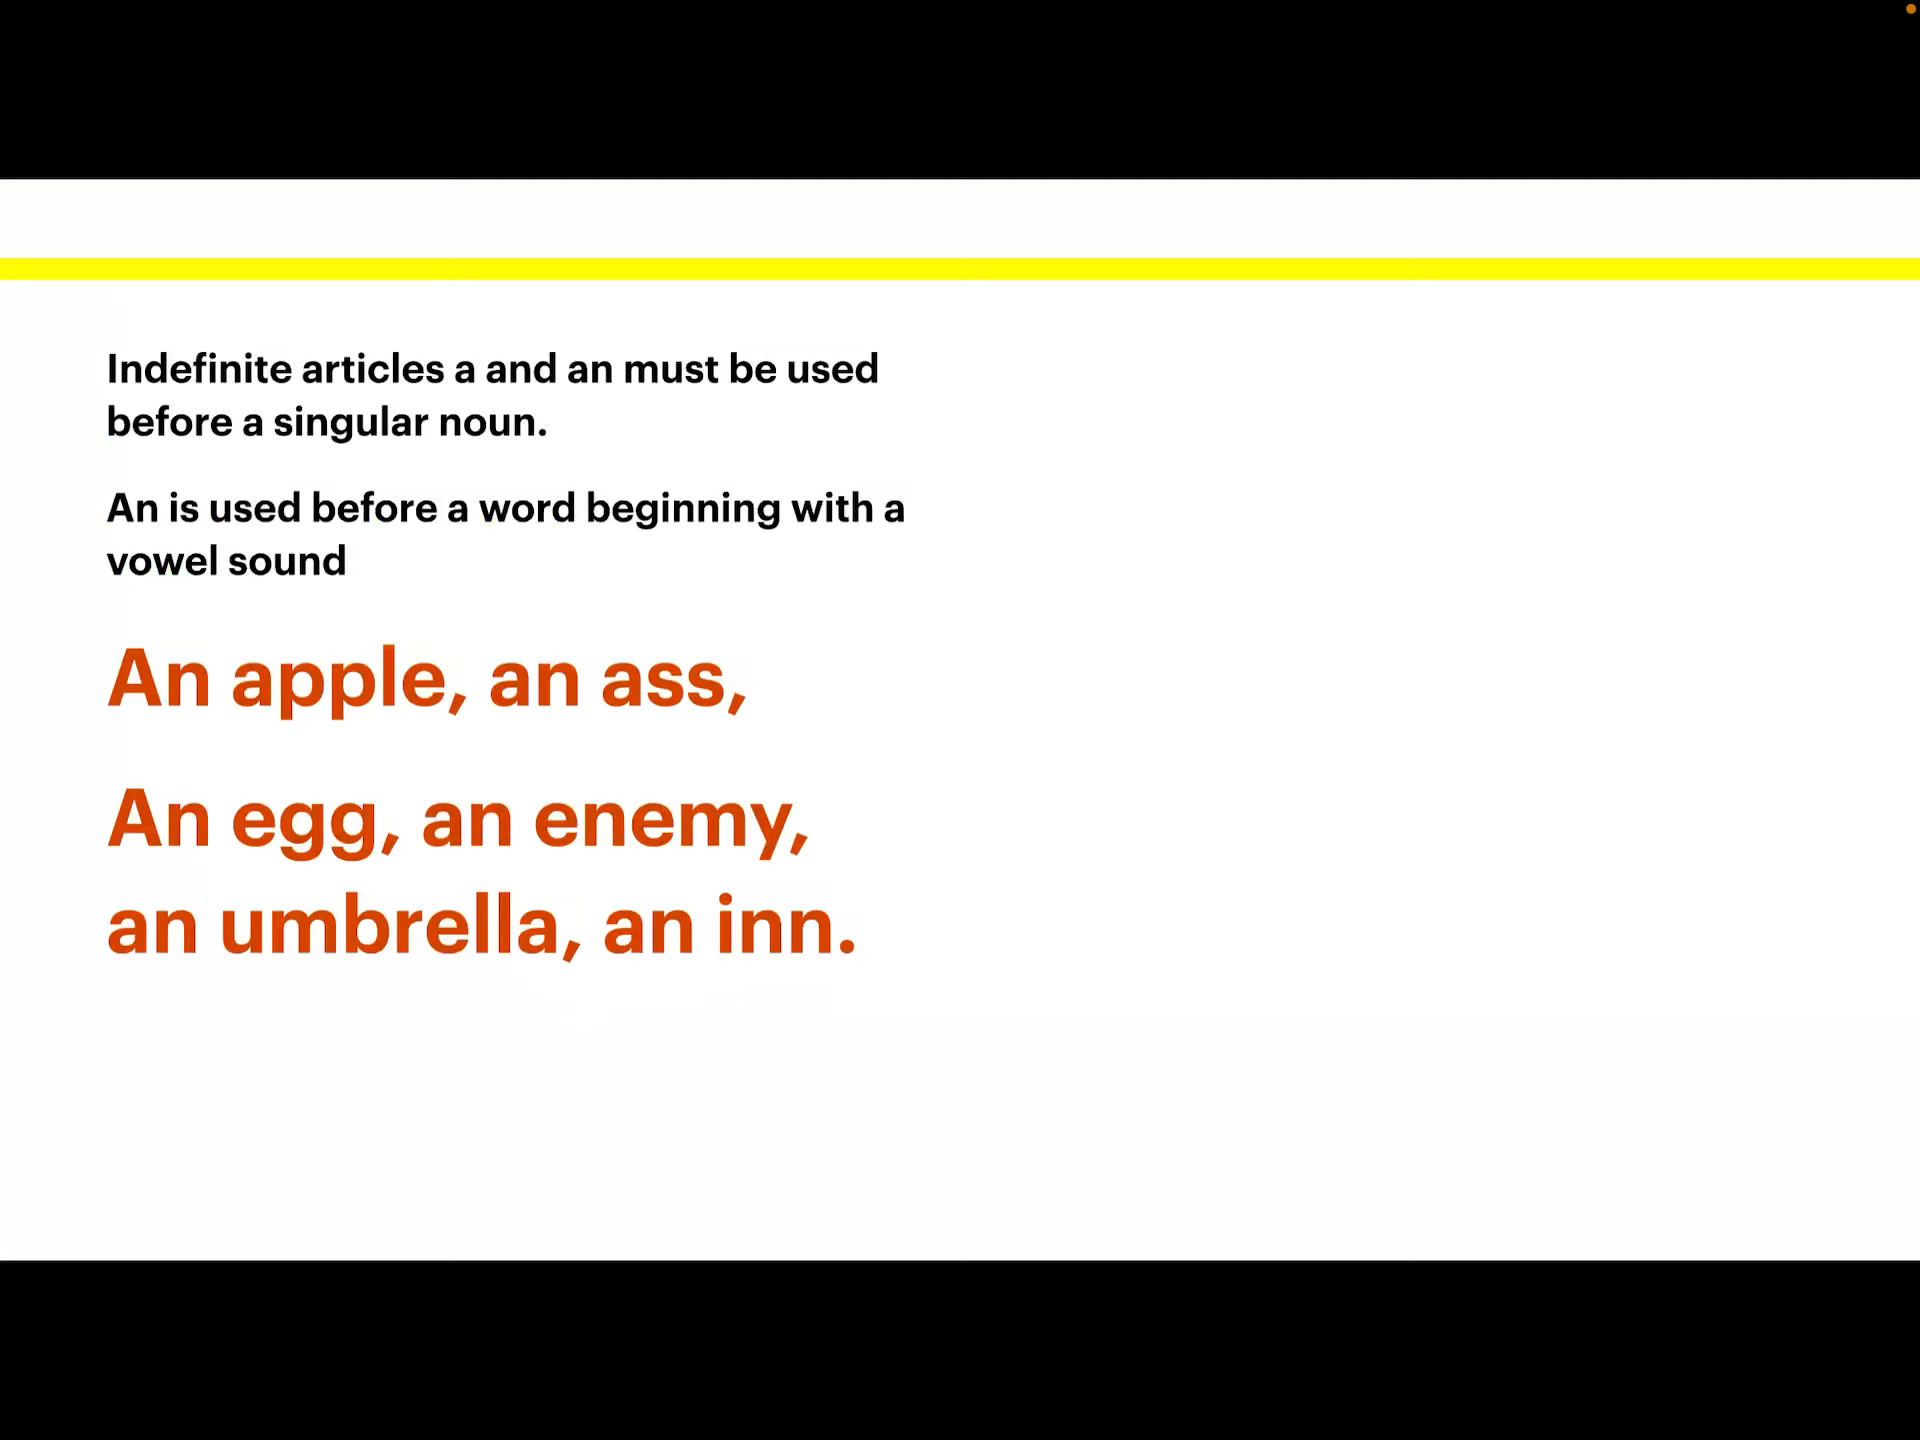 Indefinite articles a and an must be used
before a singular noun.
An is used before a word beginning with a
vowel sound
An apple, an ass,
An egg, an enemy,
an umbrella, an inn.